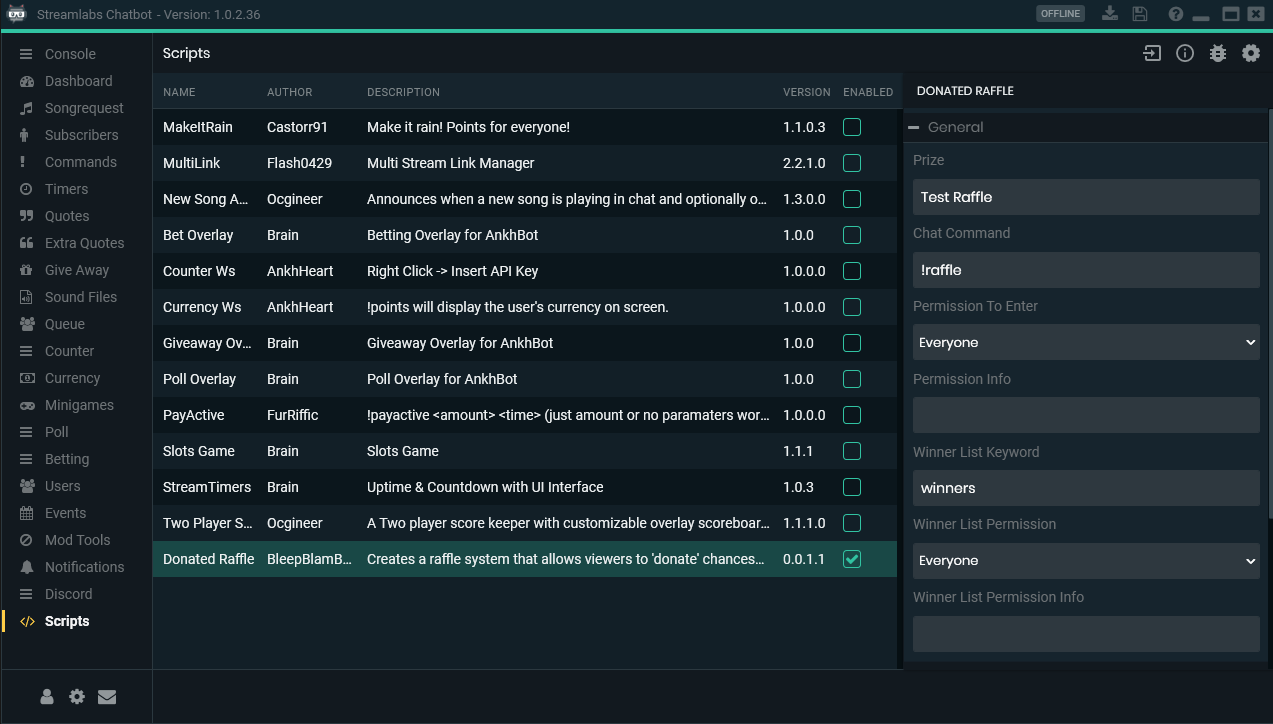 Streamlabs Chatbot - Version: 1.0.2.36
OFFLINE
Console
Dashboard
Songrequest
Subscribers
Commands
Timers
Quotes
Extra Quotes
Give Away
Sound Files
Queue
Counter
Currency
Minigames
Poll
Betting
Users
Events
Mod Tools
Notifications
Discord
Scripts
Scripts
NAME AUTHOR DESCRIPTION VERSION ENABLED
MakeItRain Castorr91 Make it rain! Points for everyone! 1.1.0.3
MultiLink Flash0429 Multi Stream Link Manager 2.2.1.0
New Song A... Ocgineer Announces when a new song is playing in chat and optionally o... 1.3.0.0
Bet Overlay Brain Betting Overlay for AnkhBot 1.0.0
Counter Ws AnkhHeart Right Click -> Insert API Key 1.0.0.0
Currency Ws AnkhHeart !points will display the user's currency on screen. 1.0.0.0
Giveaway Ov... Brain Giveaway Overlay for AnkhBot 1.0.0
Poll Overlay Brain Poll Overlay for AnkhBot 1.0.0
PayActive FurRiffic !payactive <amount> <time> (just amount or no paramaters wor... 1.0.0.0
Slots Game Brain Slots Game 1.1.1
StreamTimers Brain Uptime & Countdown with UI Interface 1.0.3
Two Player S... Ocgineer A Two player score keeper with customizable overlay scoreboar... 1.1.1.0
Donated Raffle BleepBlamB... Creates a raffle system that allows viewers to 'donate' chances... 0.0.1.1
DONATED RAFFLE
General
Prize
Test Raffle
Chat Command
!raffle
Permission To Enter
Everyone
Permission Info
Winner List Keyword
winners
Winner List Permission
Everyone
Winner List Permission Info